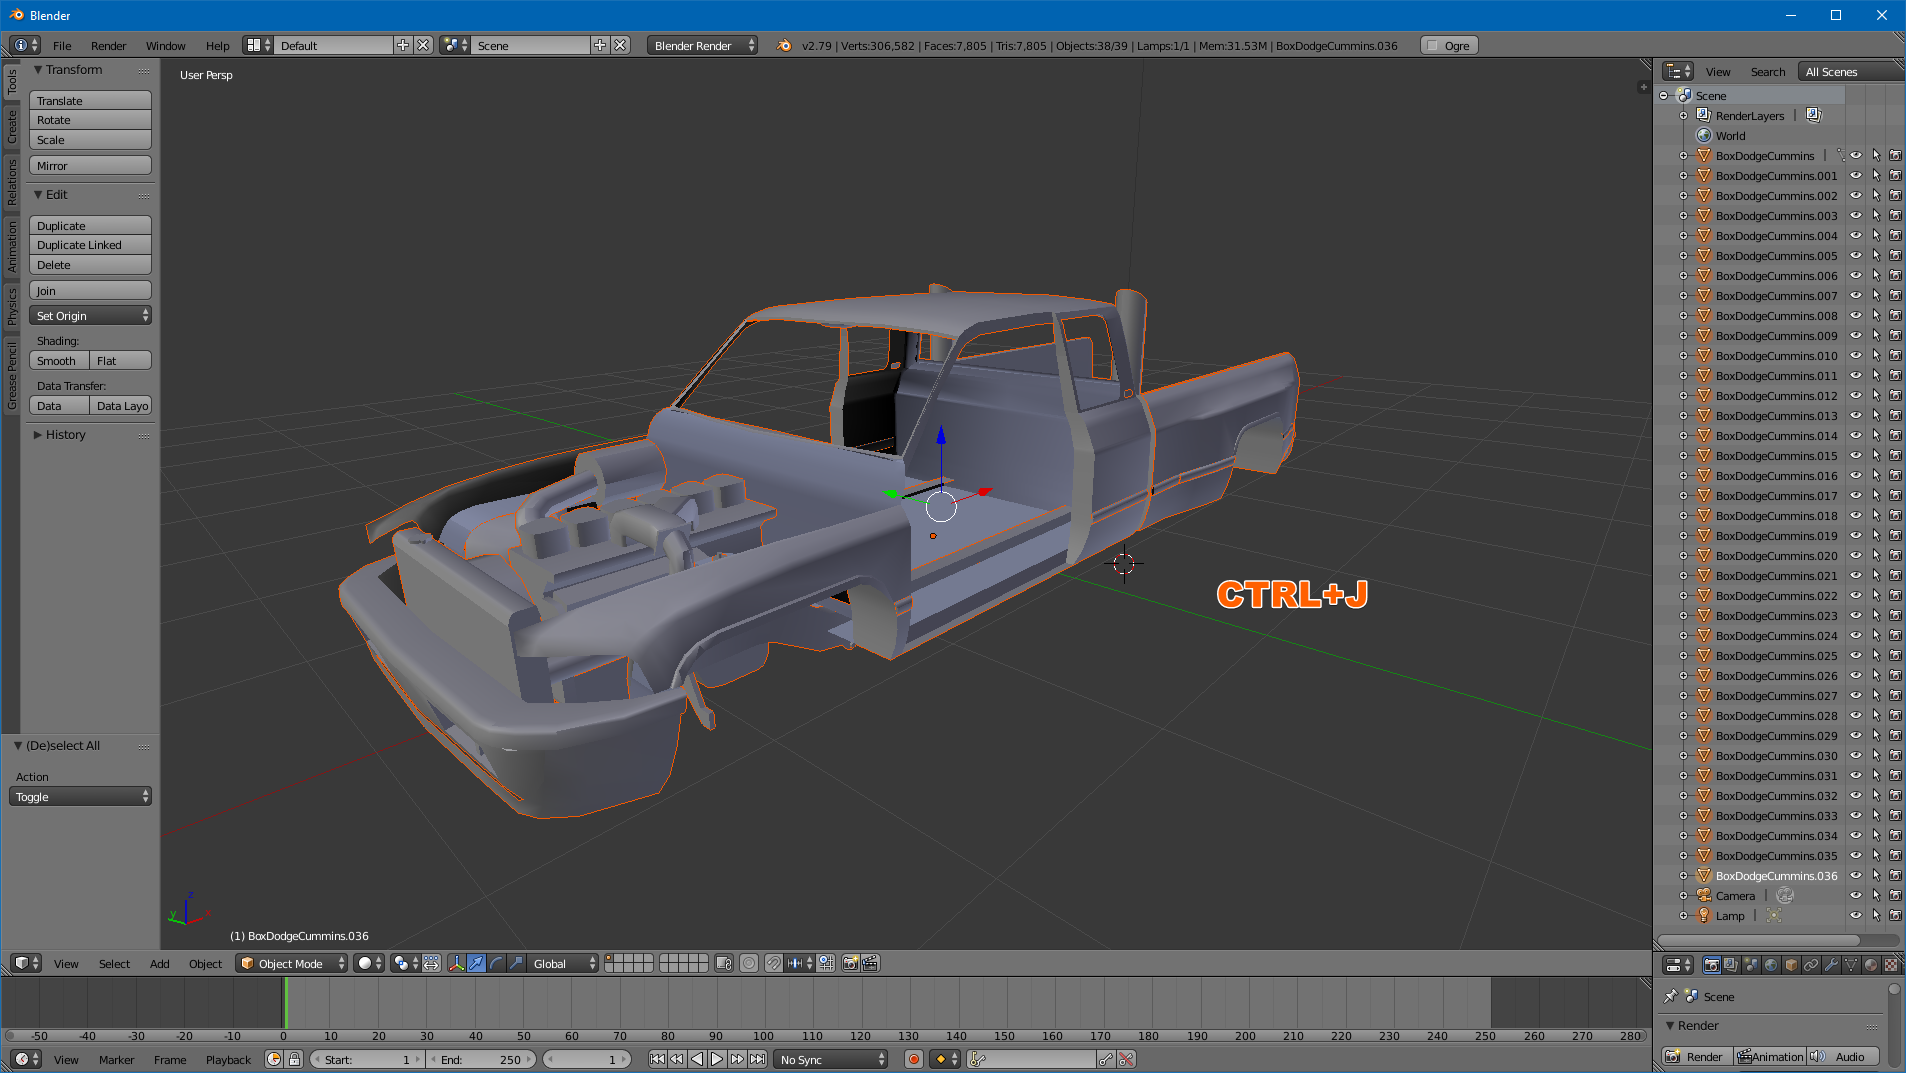 Blender
File Render Window Help Default Scene Blender Render v2.79 | Verts:306,582 | Faces:7,805 | Tris:7,805 | Objects:38/39 | Lamps:1/1 | Mem:31.53M | BoxDodgeCummins.036 Ogre
Tools
Create
Relations
Animation
Physics
Grease Pencil
Transform
Translate
Rotate
Scale
Mirror
Edit
Duplicate
Duplicate Linked
Delete
Join
Set Origin
Shading:
Smooth Flat
Data Transfer:
Data Data Layo
History
(De)select All
Action
Toggle
User Persp
CTRL+J
z
y
x
(1) BoxDodgeCummins.036
View Search All Scenes
Scene
RenderLayers |
World
BoxDodgeCummins |
BoxDodgeCummins.001
BoxDodgeCummins.002
BoxDodgeCummins.003
BoxDodgeCummins.004
BoxDodgeCummins.005
BoxDodgeCummins.006
BoxDodgeCummins.007
BoxDodgeCummins.008
BoxDodgeCummins.009
BoxDodgeCummins.010
BoxDodgeCummins.011
BoxDodgeCummins.012
BoxDodgeCummins.013
BoxDodgeCummins.014
BoxDodgeCummins.015
BoxDodgeCummins.016
BoxDodgeCummins.017
BoxDodgeCummins.018
BoxDodgeCummins.019
BoxDodgeCummins.020
BoxDodgeCummins.021
BoxDodgeCummins.022
BoxDodgeCummins.023
BoxDodgeCummins.024
BoxDodgeCummins.025
BoxDodgeCummins.026
BoxDodgeCummins.027
BoxDodgeCummins.028
BoxDodgeCummins.029
BoxDodgeCummins.030
BoxDodgeCummins.031
BoxDodgeCummins.032
BoxDodgeCummins.033
BoxDodgeCummins.034
BoxDodgeCummins.035
BoxDodgeCummins.036
Camera |
Lamp |
View Select Add Object Object Mode Global
-50 -40 -30 -20 -10 0 10 20 30 40 50 60 70 80 90 100 110 120 130 140 150 160 170 180 190 200 210 220 230 240 250 260 270 280
View Marker Frame Playback Start: 1 End: 250 1 No Sync
Scene
Render
Render Animation Audio